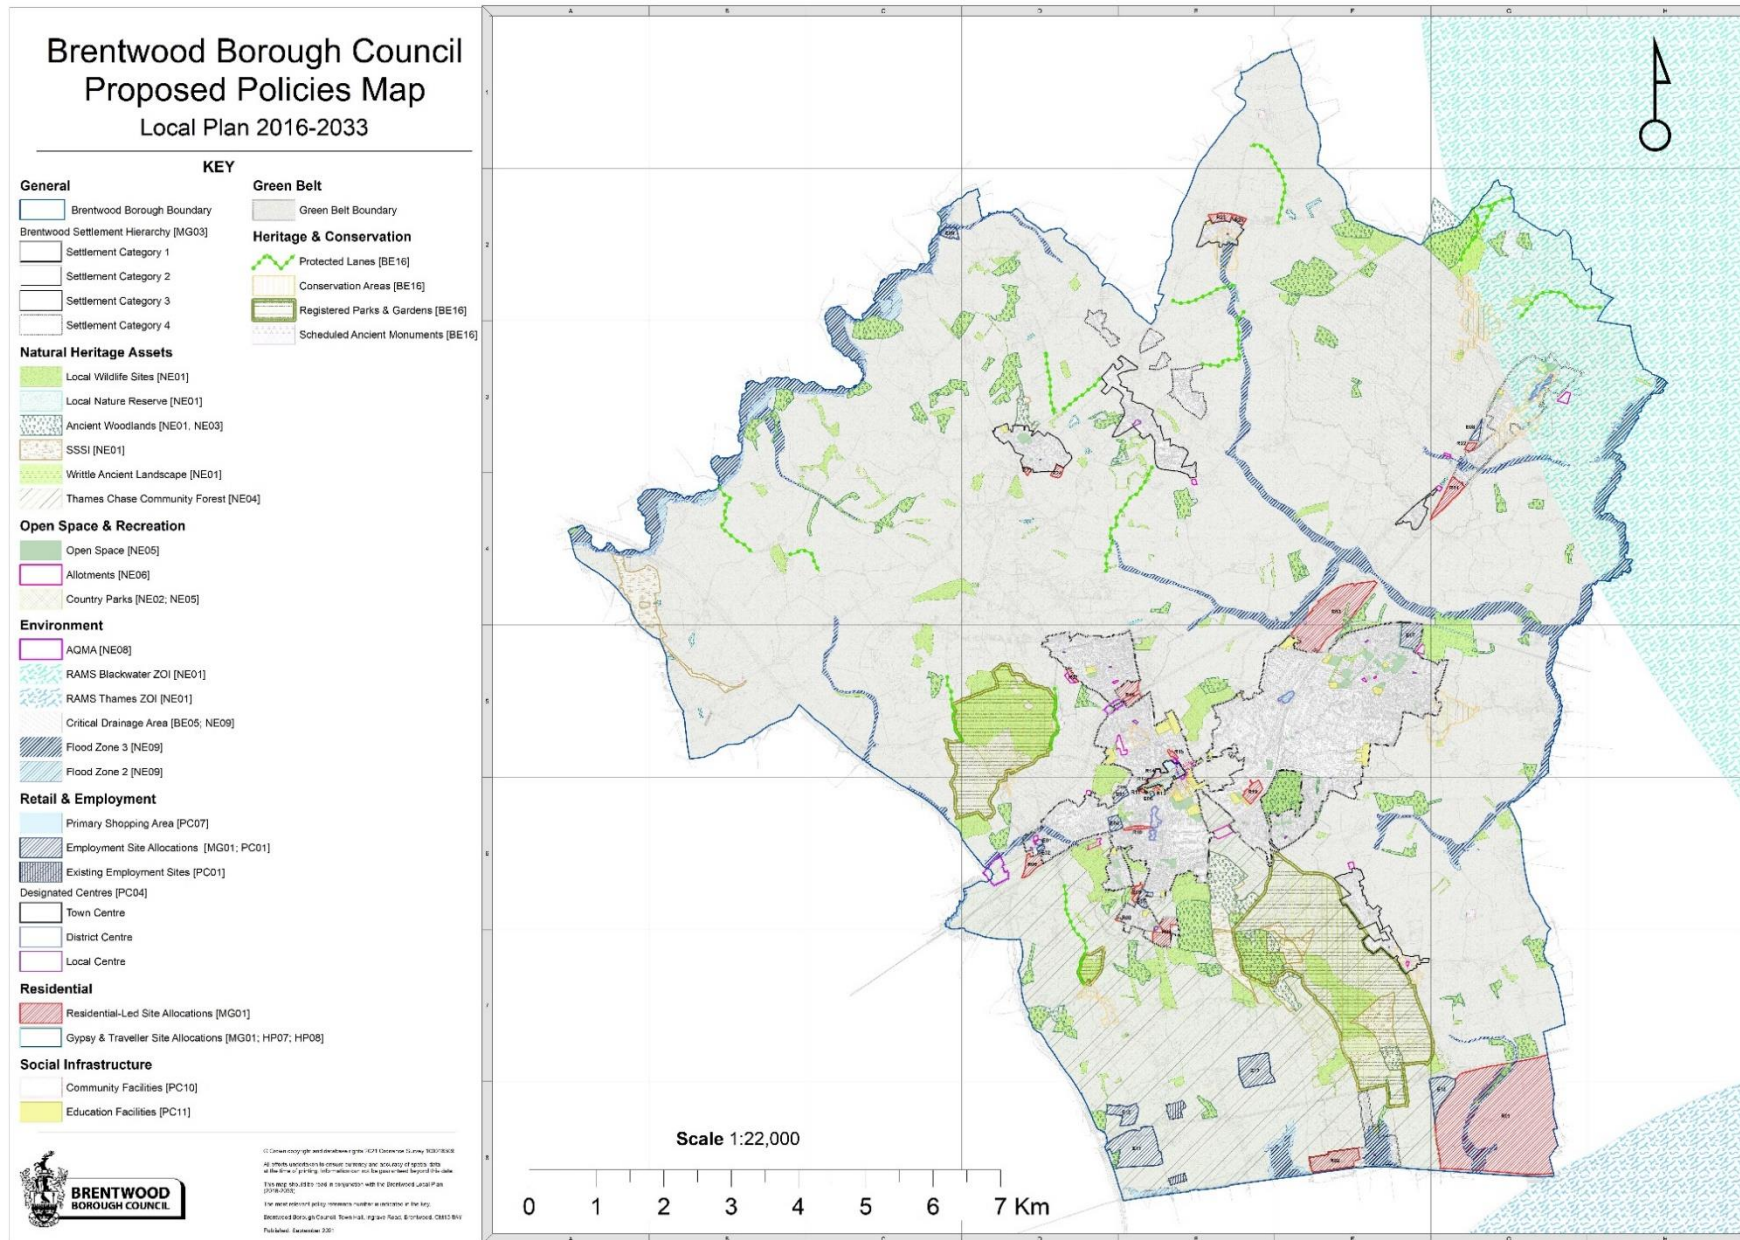 Brentwood Borough Council
Proposed Policies Map
Local Plan 2016-2033
KEY
General
Brentwood Borough Boundary
Brentwood Settlement Hierarchy [MG03]
Settlement Category 1
Settlement Category 2
Settlement Category 3
Settlement Category 4
Natural Heritage Assets
Local Wildlife Sites [NE01]
Local Nature Reserve [NE01]
Ancient Woodlands [NE01, NE03]
SSSI [NE01]
Writtle Ancient Landscape [NE01]
Thames Chase Community Forest [NE04]
Open Space & Recreation
Open Space [NE05]
Allotments [NE06]
Country Parks [NE02; NE05]
Environment
AQMA [NE08]
RAMS Blackwater ZOI [NE01]
RAMS Thames ZOI [NE01]
Critical Drainage Area [BE05; NE09]
Flood Zone 3 [NE09]
Flood Zone 2 [NE09]
Retail & Employment
Primary Shopping Area [PC07]
Employment Site Allocations [MG01; PC01]
Existing Employment Sites [PC01]
Designated Centres [PC04]
Town Centre
District Centre
Local Centre
Residential
Residential-Led Site Allocations [MG01]
Gypsy & Traveller Site Allocations [MG01; HP07; HP08]
Social Infrastructure
Community Facilities [PC10]
Education Facilities [PC11]
Green Belt
Green Belt Boundary
Heritage & Conservation
Protected Lanes [BE16]
Conservation Areas [BE16]
Registered Parks & Gardens [BE16]
Scheduled Ancient Monuments [BE16]
BRENTWOOD
BOROUGH COUNCIL
Published: September 2021
Scale 1:22,000
0 1 2 3 4 5 6 7 Km